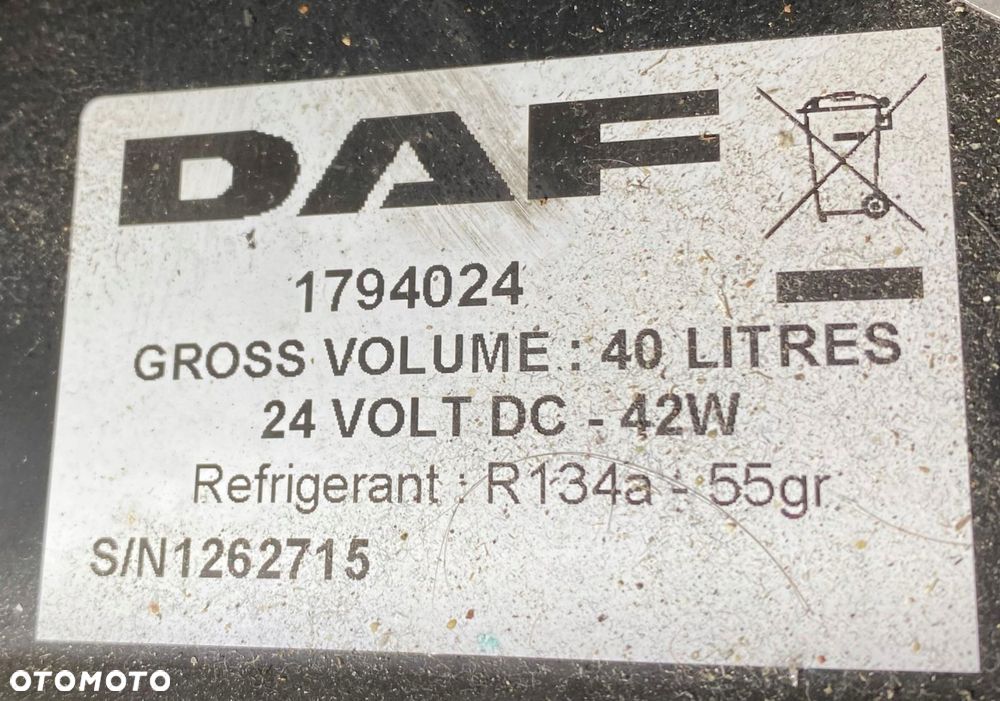 DAF
1794024
GROSS VOLUME : 40 LITRES
24 VOLT DC - 42W
Refrigerant : R134a - 55gr
S/N1262715
OTOMOTO